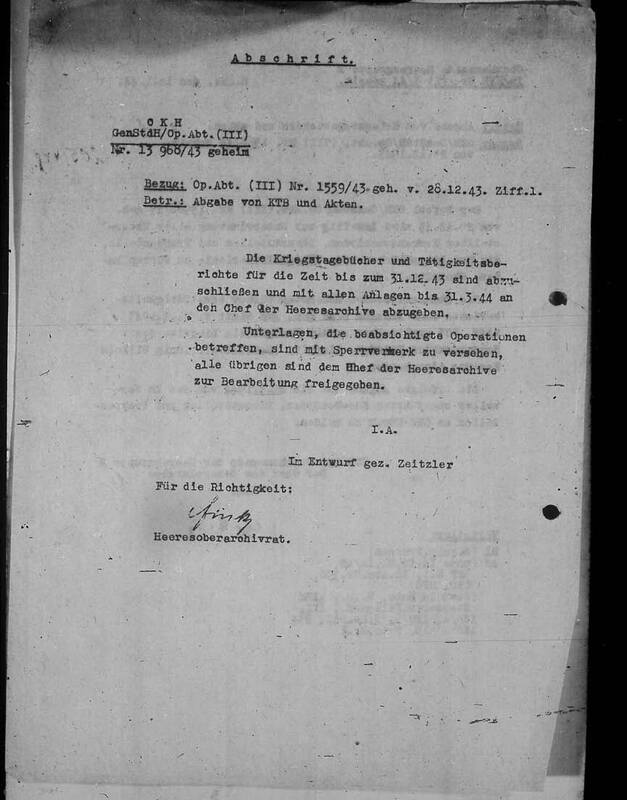 Abschrift.
O K H
GenStdH/Op.Abt.(III)
Nr. 13 968/43 geheim
Bezug: Op.Abt. (III) Nr. 1559/43 geh. v. 28.12.43. Ziff.1.
Betr.: Abgabe von KTB und Akten.
Die Kriegstagebücher und Tätigkeitsbe-
richte für die Zeit bis zum 31.12.43 sind abzu-
schließen und mit allen Anlagen bis 31.3.44 an
den Chef der Heeresarchive abzugeben.
Unterlagen, die beabsichtigte Operationen
betreffen, sind mit Sperrvermerk zu versehen,
alle übrigen sind dem Chef der Heeresarchive
zur Bearbeitung freigegeben.
I.A.
Im Entwurf gez. Zeitzler
Für die Richtigkeit:
Heeresoberarchivrat.